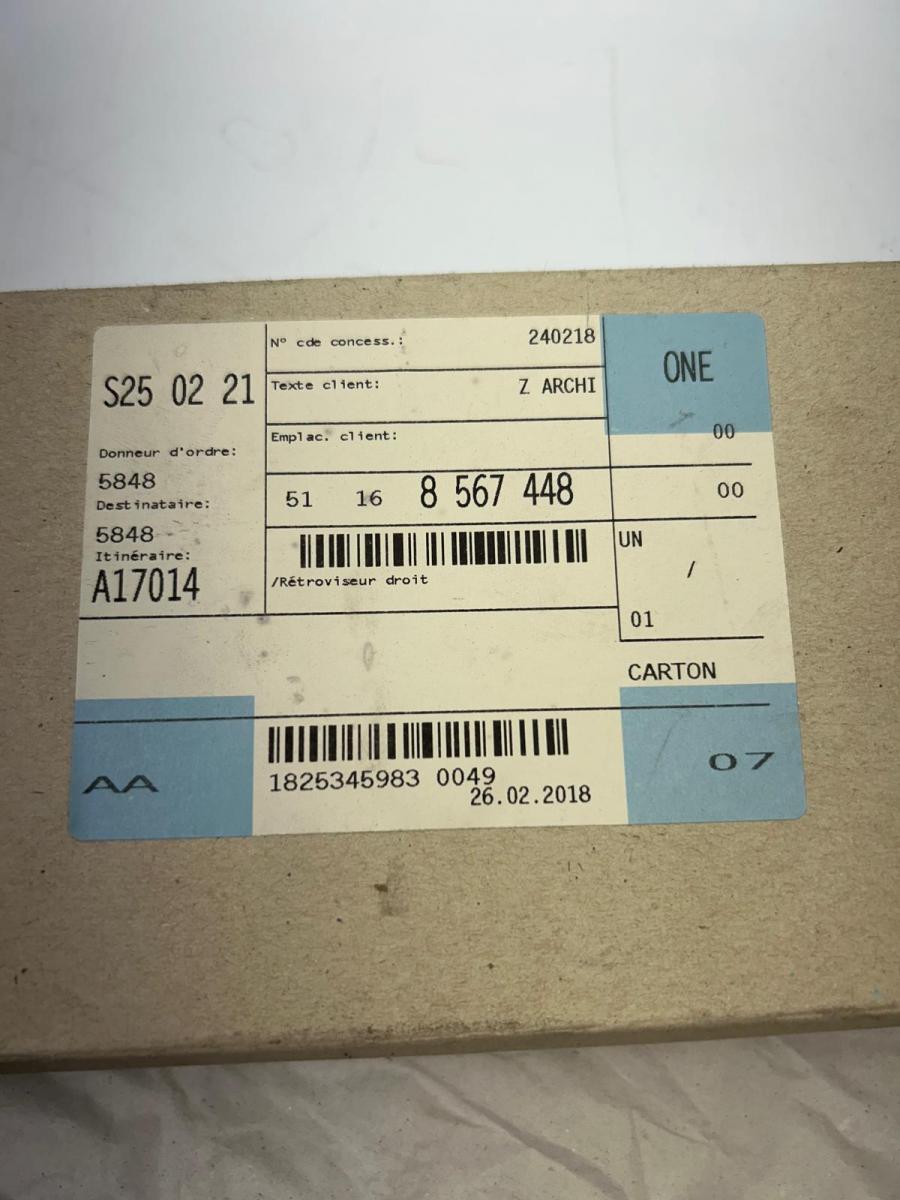 S25 02 21
Donneur d'ordre:
5848
Destinataire:
5848
Itinéraire:
A17014
N° cde concess.: 240218
Texte client: Z ARCHI
Emplac. client:
51 16 8 567 448
/Rétroviseur droit
ONE
00
00
UN
/
01
CARTON
AA
1825345983 0049
26.02.2018
07